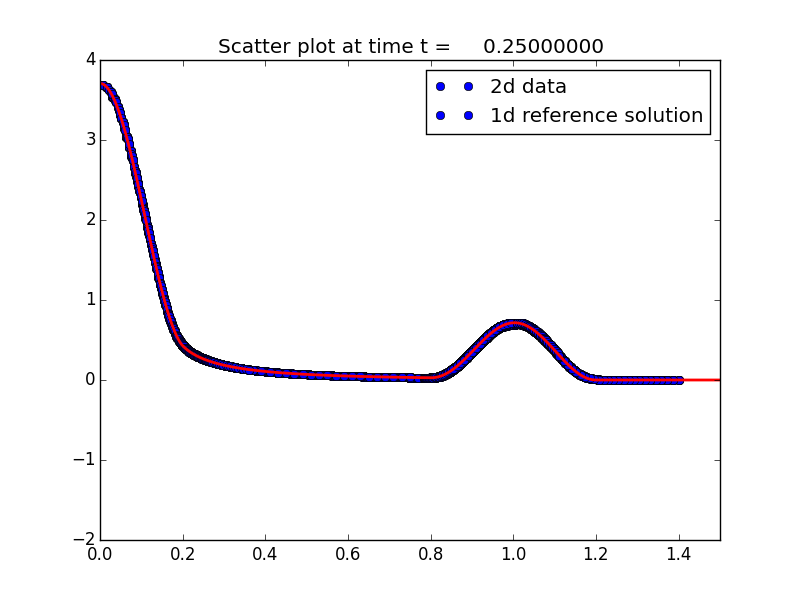 Scatter plot at time t =     0.25000000
4
3
2
1
0
−1
−2
0.0 0.2 0.4 0.6 0.8 1.0 1.2 1.4
2d data
1d reference solution